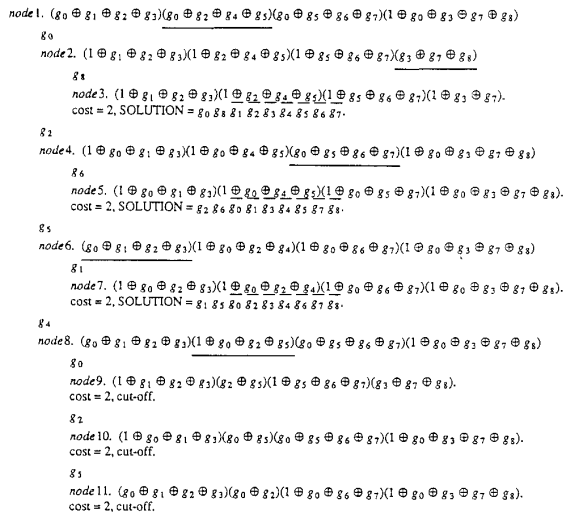 node1. (g₀ ⊕ g₁ ⊕ g₂ ⊕ g₃)(g₀ ⊕ g₂ ⊕ g₄ ⊕ g₅)(g₀ ⊕ g₅ ⊕ g₆ ⊕ g₇)(1 ⊕ g₀ ⊕ g₃ ⊕ g₇ ⊕ g₈)
g₀
node2. (1 ⊕ g₁ ⊕ g₂ ⊕ g₃)(1 ⊕ g₂ ⊕ g₄ ⊕ g₅)(1 ⊕ g₅ ⊕ g₆ ⊕ g₇)(g₃ ⊕ g₇ ⊕ g₈)
g₈
node3. (1 ⊕ g₁ ⊕ g₂ ⊕ g₃)(1 ⊕ g₂ ⊕ g₄ ⊕ g₅)(1 ⊕ g₅ ⊕ g₆ ⊕ g₇)(1 ⊕ g₃ ⊕ g₇).
cost = 2, SOLUTION = g₀ g₈ g₁ g₂ g₃ g₄ g₅ g₆ g₇.
g₂
node4. (1 ⊕ g₀ ⊕ g₁ ⊕ g₃)(1 ⊕ g₀ ⊕ g₄ ⊕ g₅)(g₀ ⊕ g₅ ⊕ g₆ ⊕ g₇)(1 ⊕ g₀ ⊕ g₃ ⊕ g₇ ⊕ g₈)
g₆
node5. (1 ⊕ g₀ ⊕ g₁ ⊕ g₃)(1 ⊕ g₀ ⊕ g₄ ⊕ g₅)(1 ⊕ g₀ ⊕ g₅ ⊕ g₇)(1 ⊕ g₀ ⊕ g₃ ⊕ g₇ ⊕ g₈).
cost = 2, SOLUTION = g₂ g₆ g₀ g₁ g₃ g₄ g₅ g₇ g₈.
g₅
node6. (g₀ ⊕ g₁ ⊕ g₂ ⊕ g₃)(1 ⊕ g₀ ⊕ g₂ ⊕ g₄)(1 ⊕ g₀ ⊕ g₆ ⊕ g₇)(1 ⊕ g₀ ⊕ g₃ ⊕ g₇ ⊕ g₈)
g₁
node7. (1 ⊕ g₀ ⊕ g₂ ⊕ g₃)(1 ⊕ g₀ ⊕ g₂ ⊕ g₄)(1 ⊕ g₀ ⊕ g₆ ⊕ g₇)(1 ⊕ g₀ ⊕ g₃ ⊕ g₇ ⊕ g₈).
cost = 2, SOLUTION = g₁ g₅ g₀ g₂ g₃ g₄ g₆ g₇ g₈.
g₄
node8. (g₀ ⊕ g₁ ⊕ g₂ ⊕ g₃)(1 ⊕ g₀ ⊕ g₂ ⊕ g₅)(g₀ ⊕ g₅ ⊕ g₆ ⊕ g₇)(1 ⊕ g₀ ⊕ g₃ ⊕ g₇ ⊕ g₈)
g₀
node9. (1 ⊕ g₁ ⊕ g₂ ⊕ g₃)(g₂ ⊕ g₅)(1 ⊕ g₅ ⊕ g₆ ⊕ g₇)(g₃ ⊕ g₇ ⊕ g₈).
cost = 2, cut-off.
g₂
node10. (1 ⊕ g₀ ⊕ g₁ ⊕ g₃)(g₀ ⊕ g₅)(g₀ ⊕ g₅ ⊕ g₆ ⊕ g₇)(1 ⊕ g₀ ⊕ g₃ ⊕ g₇ ⊕ g₈).
cost = 2, cut-off.
g₅
node11. (g₀ ⊕ g₁ ⊕ g₂ ⊕ g₃)(g₀ ⊕ g₂)(1 ⊕ g₀ ⊕ g₆ ⊕ g₇)(1 ⊕ g₀ ⊕ g₃ ⊕ g₇ ⊕ g₈).
cost = 2, cut-off.